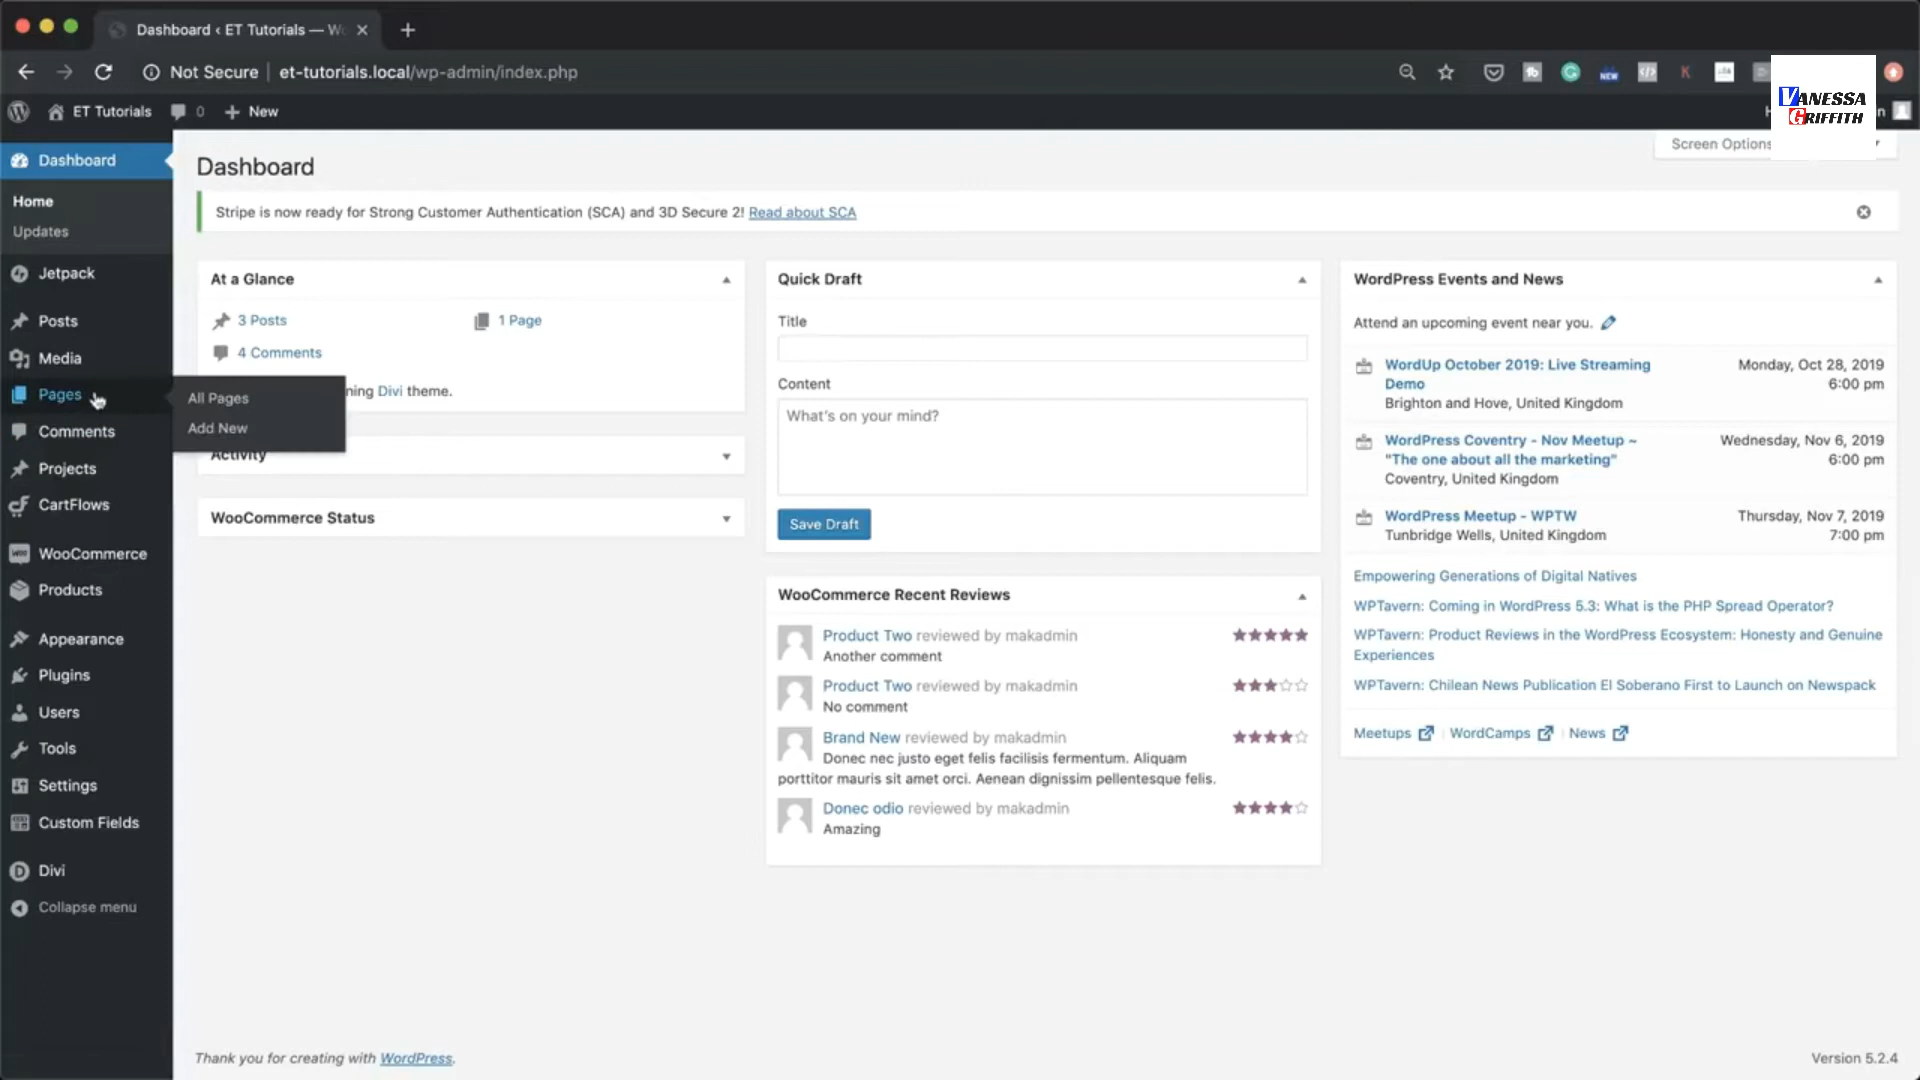 Dashboard ‹ ET Tutorials — Wo
Not Secure | et-tutorials.local/wp-admin/index.php
NEW
K
ET Tutorials
0
New
VANESSA
GRIFFITH
Screen Options
Dashboard
Home
Updates
Jetpack
Posts
Media
Pages
Comments
Projects
CartFlows
WooCommerce
Products
Appearance
Plugins
Users
Tools
Settings
Custom Fields
Divi
Collapse menu
All Pages
Add New
Dashboard
Stripe is now ready for Strong Customer Authentication (SCA) and 3D Secure 2! Read about SCA
At a Glance
3 Posts
1 Page
4 Comments
ning Divi theme.
Activity
WooCommerce Status
Quick Draft
Title
Content
What's on your mind?
Save Draft
WooCommerce Recent Reviews
Product Two reviewed by makadmin
Another comment
Product Two reviewed by makadmin
No comment
Brand New reviewed by makadmin
Donec nec justo eget felis facilisis fermentum. Aliquam
porttitor mauris sit amet orci. Aenean dignissim pellentesque felis.
Donec odio reviewed by makadmin
Amazing
WordPress Events and News
Attend an upcoming event near you.
WordUp October 2019: Live Streaming Monday, Oct 28, 2019
Demo 6:00 pm
Brighton and Hove, United Kingdom
WordPress Coventry - Nov Meetup ~ Wednesday, Nov 6, 2019
"The one about all the marketing" 6:00 pm
Coventry, United Kingdom
WordPress Meetup - WPTW Thursday, Nov 7, 2019
Tunbridge Wells, United Kingdom 7:00 pm
Empowering Generations of Digital Natives
WPTavern: Coming in WordPress 5.3: What is the PHP Spread Operator?
WPTavern: Product Reviews in the WordPress Ecosystem: Honesty and Genuine
Experiences
WPTavern: Chilean News Publication El Soberano First to Launch on Newspack
Meetups | WordCamps | News
Thank you for creating with WordPress.
Version 5.2.4